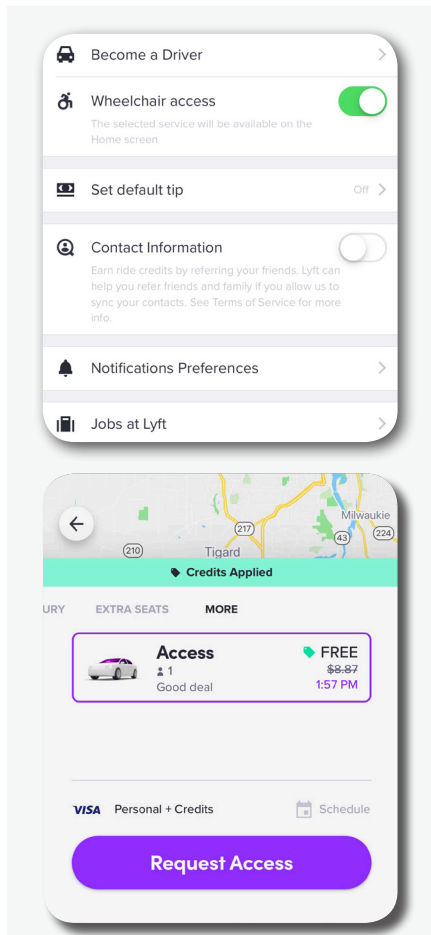 Become a Driver
Wheelchair access
The selected service will be available on the
Home screen
Set default tip
Off
Contact Information
Earn ride credits by referring your friends. Lyft can
help you refer friends and family if you allow us to
sync your contacts. See Terms of Service for more
info.
Notifications Preferences
Jobs at Lyft
217
Milwaukie
210
Tigard
43
224
Credits Applied
URY
EXTRA SEATS
MORE
Access
FREE
1
$8.87
Good deal
1:57 PM
VISA Personal + Credits
Schedule
Request Access